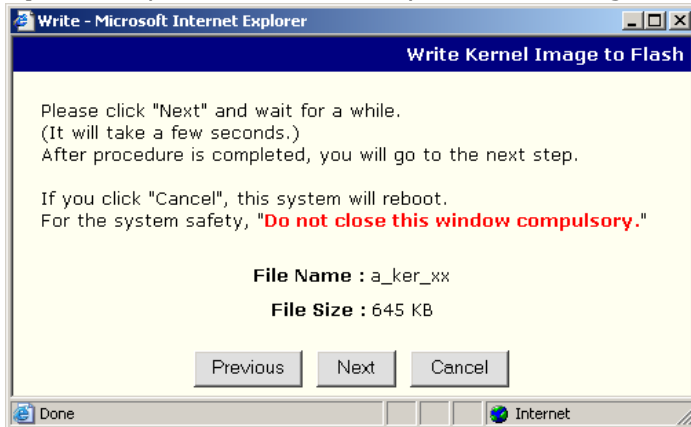 Write - Microsoft Internet Explorer
Write Kernel Image to Flash
Please click "Next" and wait for a while.
(It will take a few seconds.)
After procedure is completed, you will go to the next step.
If you click "Cancel", this system will reboot.
For the system safety, "Do not close this window compulsory."
File Name : a_ker_xx
File Size : 645 KB
Previous Next Cancel
Done Internet